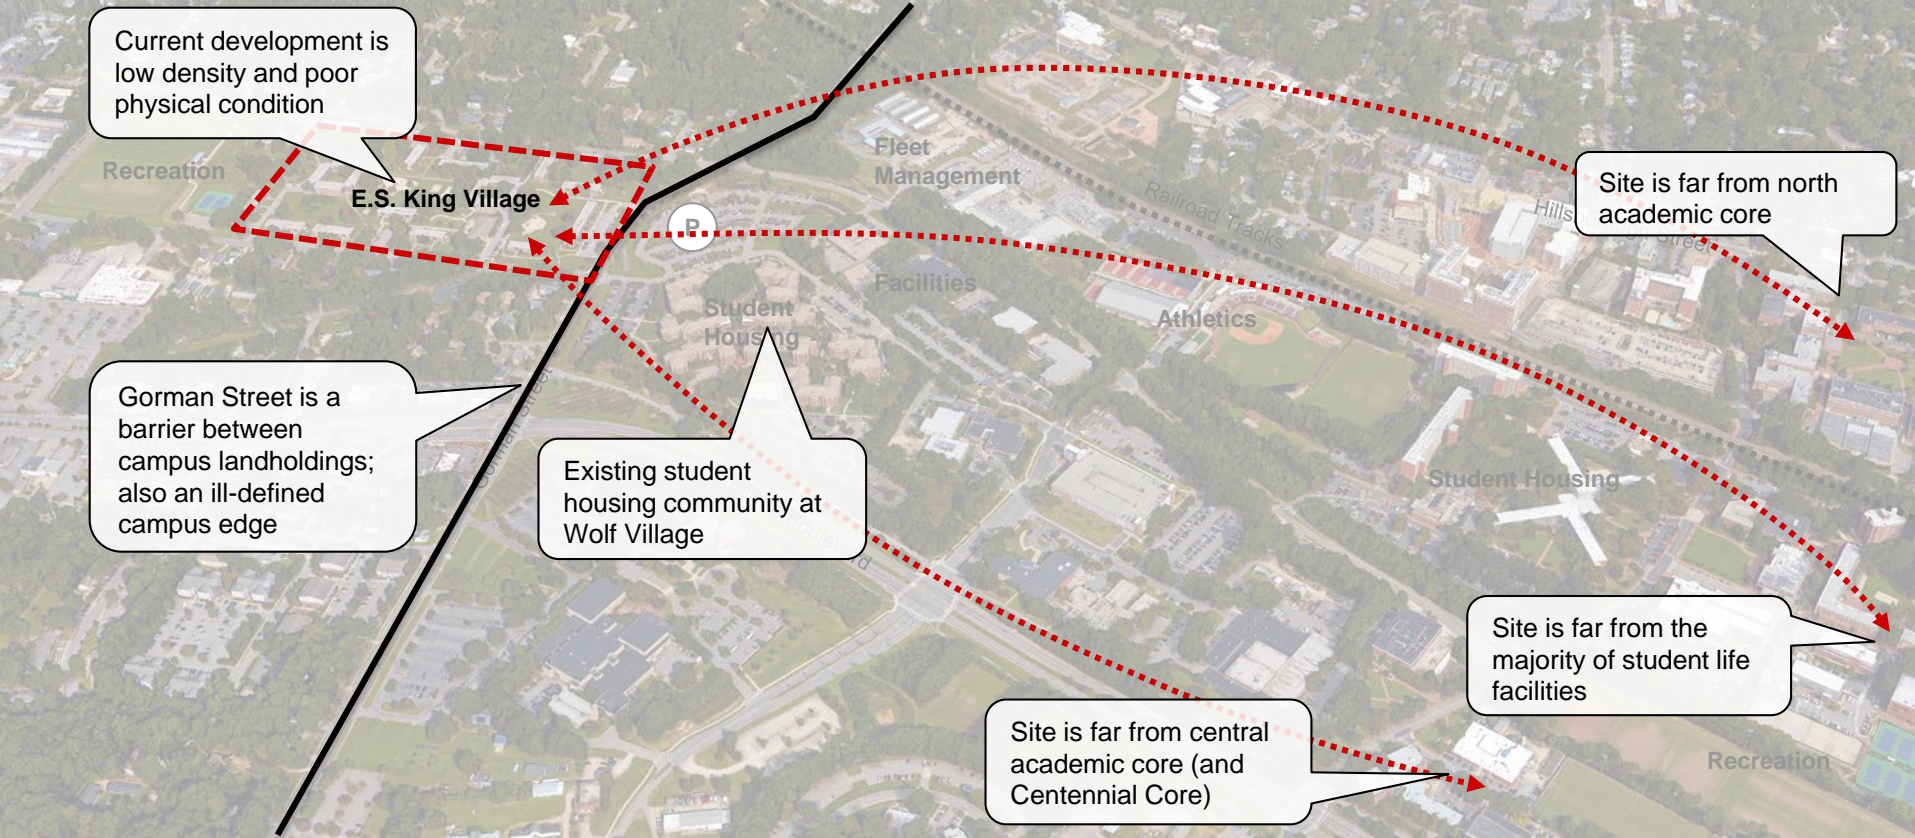 Current development is
low density and poor
physical condition
Recreation
E.S. King Village
P
Fleet
Management
Railroad Tracks
Site is far from north
academic core
Student
Housing
Facilities
Athletics
Gorman Street is a
barrier between
campus landholdings;
also an ill-defined
campus edge
Gorman Street
Existing student
housing community at
Wolf Village
Student Housing
Site is far from the
majority of student life
facilities
Site is far from central
academic core (and
Centennial Core)
Recreation